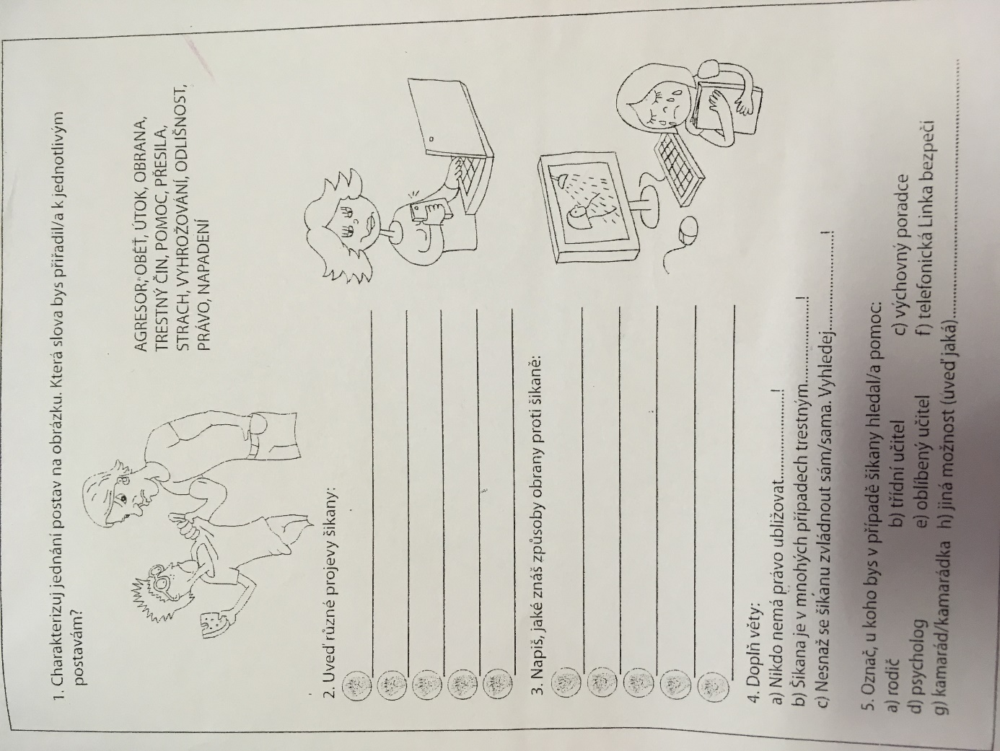 1. Charakterizuj jednání postav na obrázku. Která slova bys přiřadil/a k jednotlivým
postavám?
AGRESOR, OBĚŤ, ÚTOK, OBRANA,
TRESTNÝ ČIN, POMOC, PŘESILA,
STRACH, VYHROŽOVÁNÍ, ODLIŠNOST,
PRÁVO, NAPADENÍ
2. Uveď různé projevy šikany:
3. Napiš, jaké znáš způsoby obrany proti šikaně:
4. Doplň věty:
a) Nikdo nemá právo ubližovat....................!
b) Šikana je v mnohých případech trestným....................!
c) Nesnaž se šikanu zvládnout sám/sama. Vyhledej........................!
5. Označ, u koho bys v případě šikany hledal/a pomoc:
a) rodič b) třídní učitel c) výchovný poradce
d) psycholog e) oblíbený učitel f) telefonická Linka bezpečí
g) kamarád/kamarádka h) jiná možnost (úveď jaká)............................................................